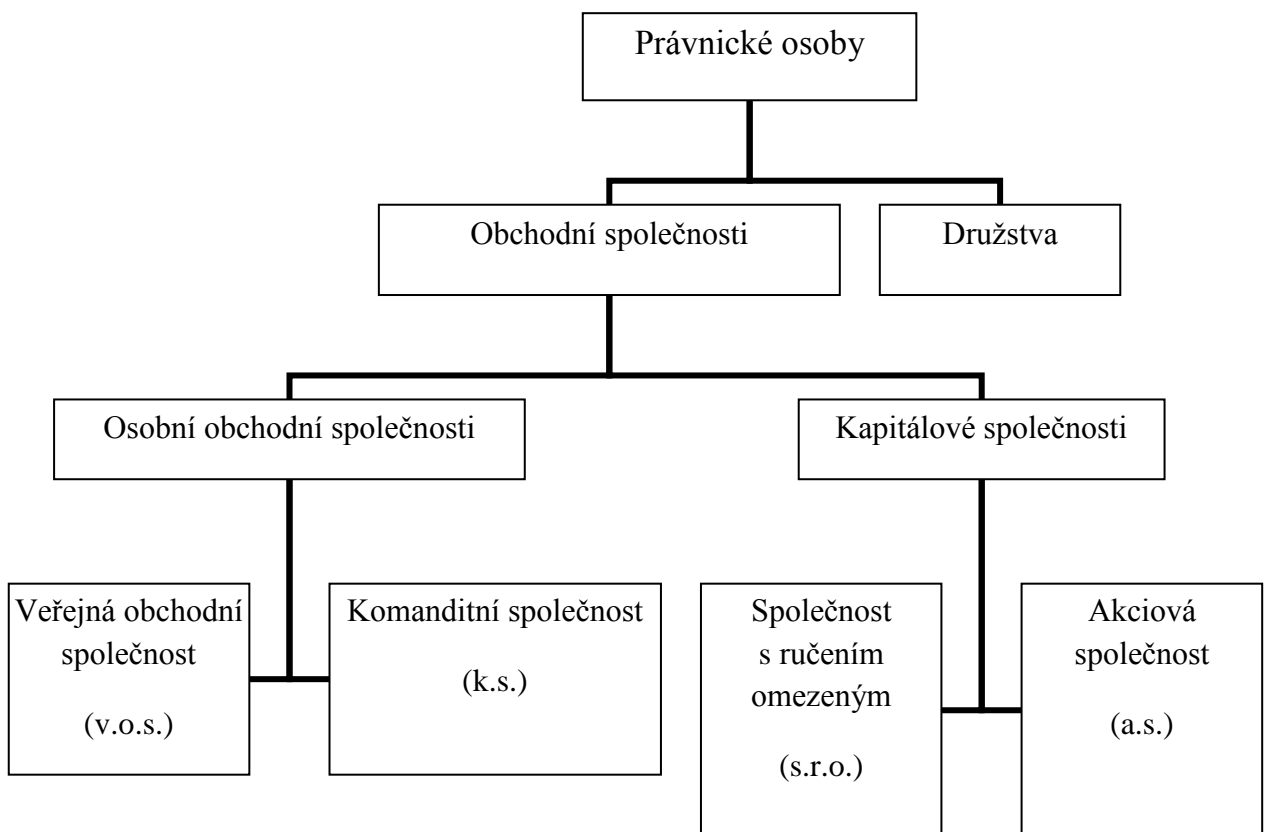 Právnické osoby
Obchodní společnosti
Družstva
Osobní obchodní společnosti
Kapitálové společnosti
Veřejná obchodní
společnost
(v.o.s.)
Komanditní společnost
(k.s.)
Společnost
s ručením
omezeným
(s.r.o.)
Akciová
společnost
(a.s.)